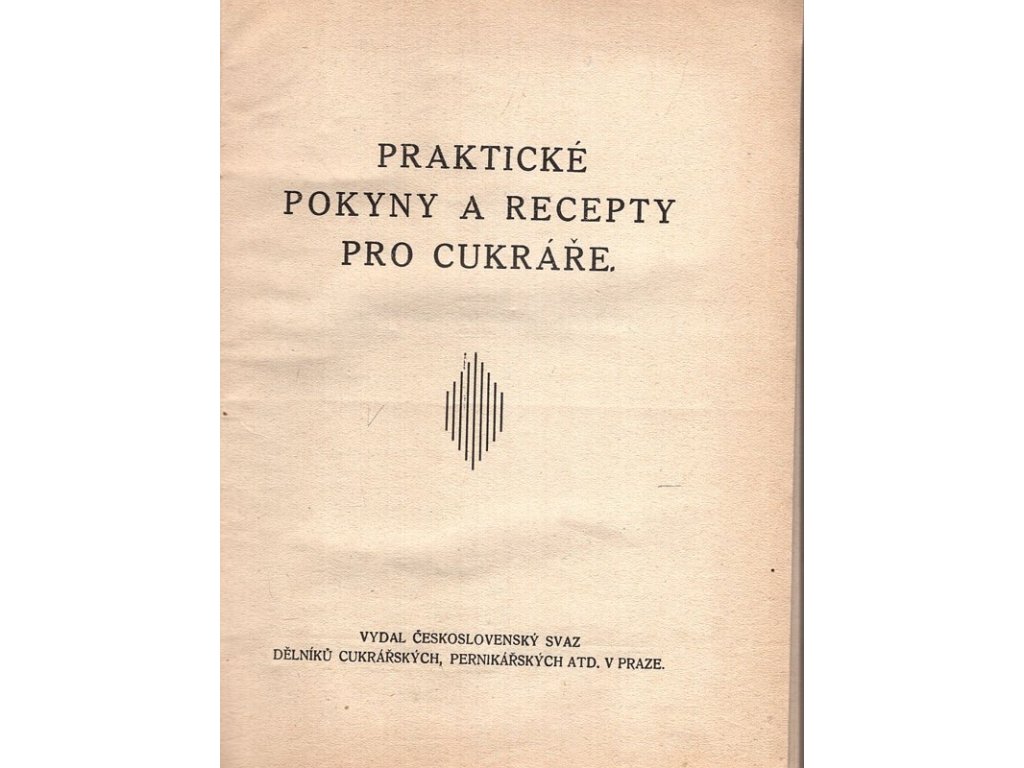 PRAKTICKÉ
POKYNY A RECEPTY
PRO CUKRÁŘE.
VYDAL ČESKOSLOVENSKÝ SVAZ
DĚLNÍKŮ CUKRÁŘSKÝCH, PERNIKÁŘSKÝCH ATD. V PRAZE.